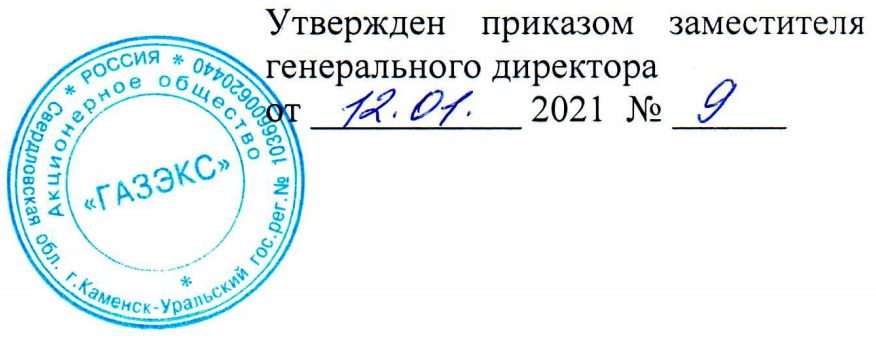 Утвержден приказом заместителя
генерального директора
от 12.01. 2021 № 9
* РОССИЯ * 1036600620440
Свердловская обл. г.Каменск-Уральский гос.рег.№
Акционерное общество
*
«ГАЗЭКС»